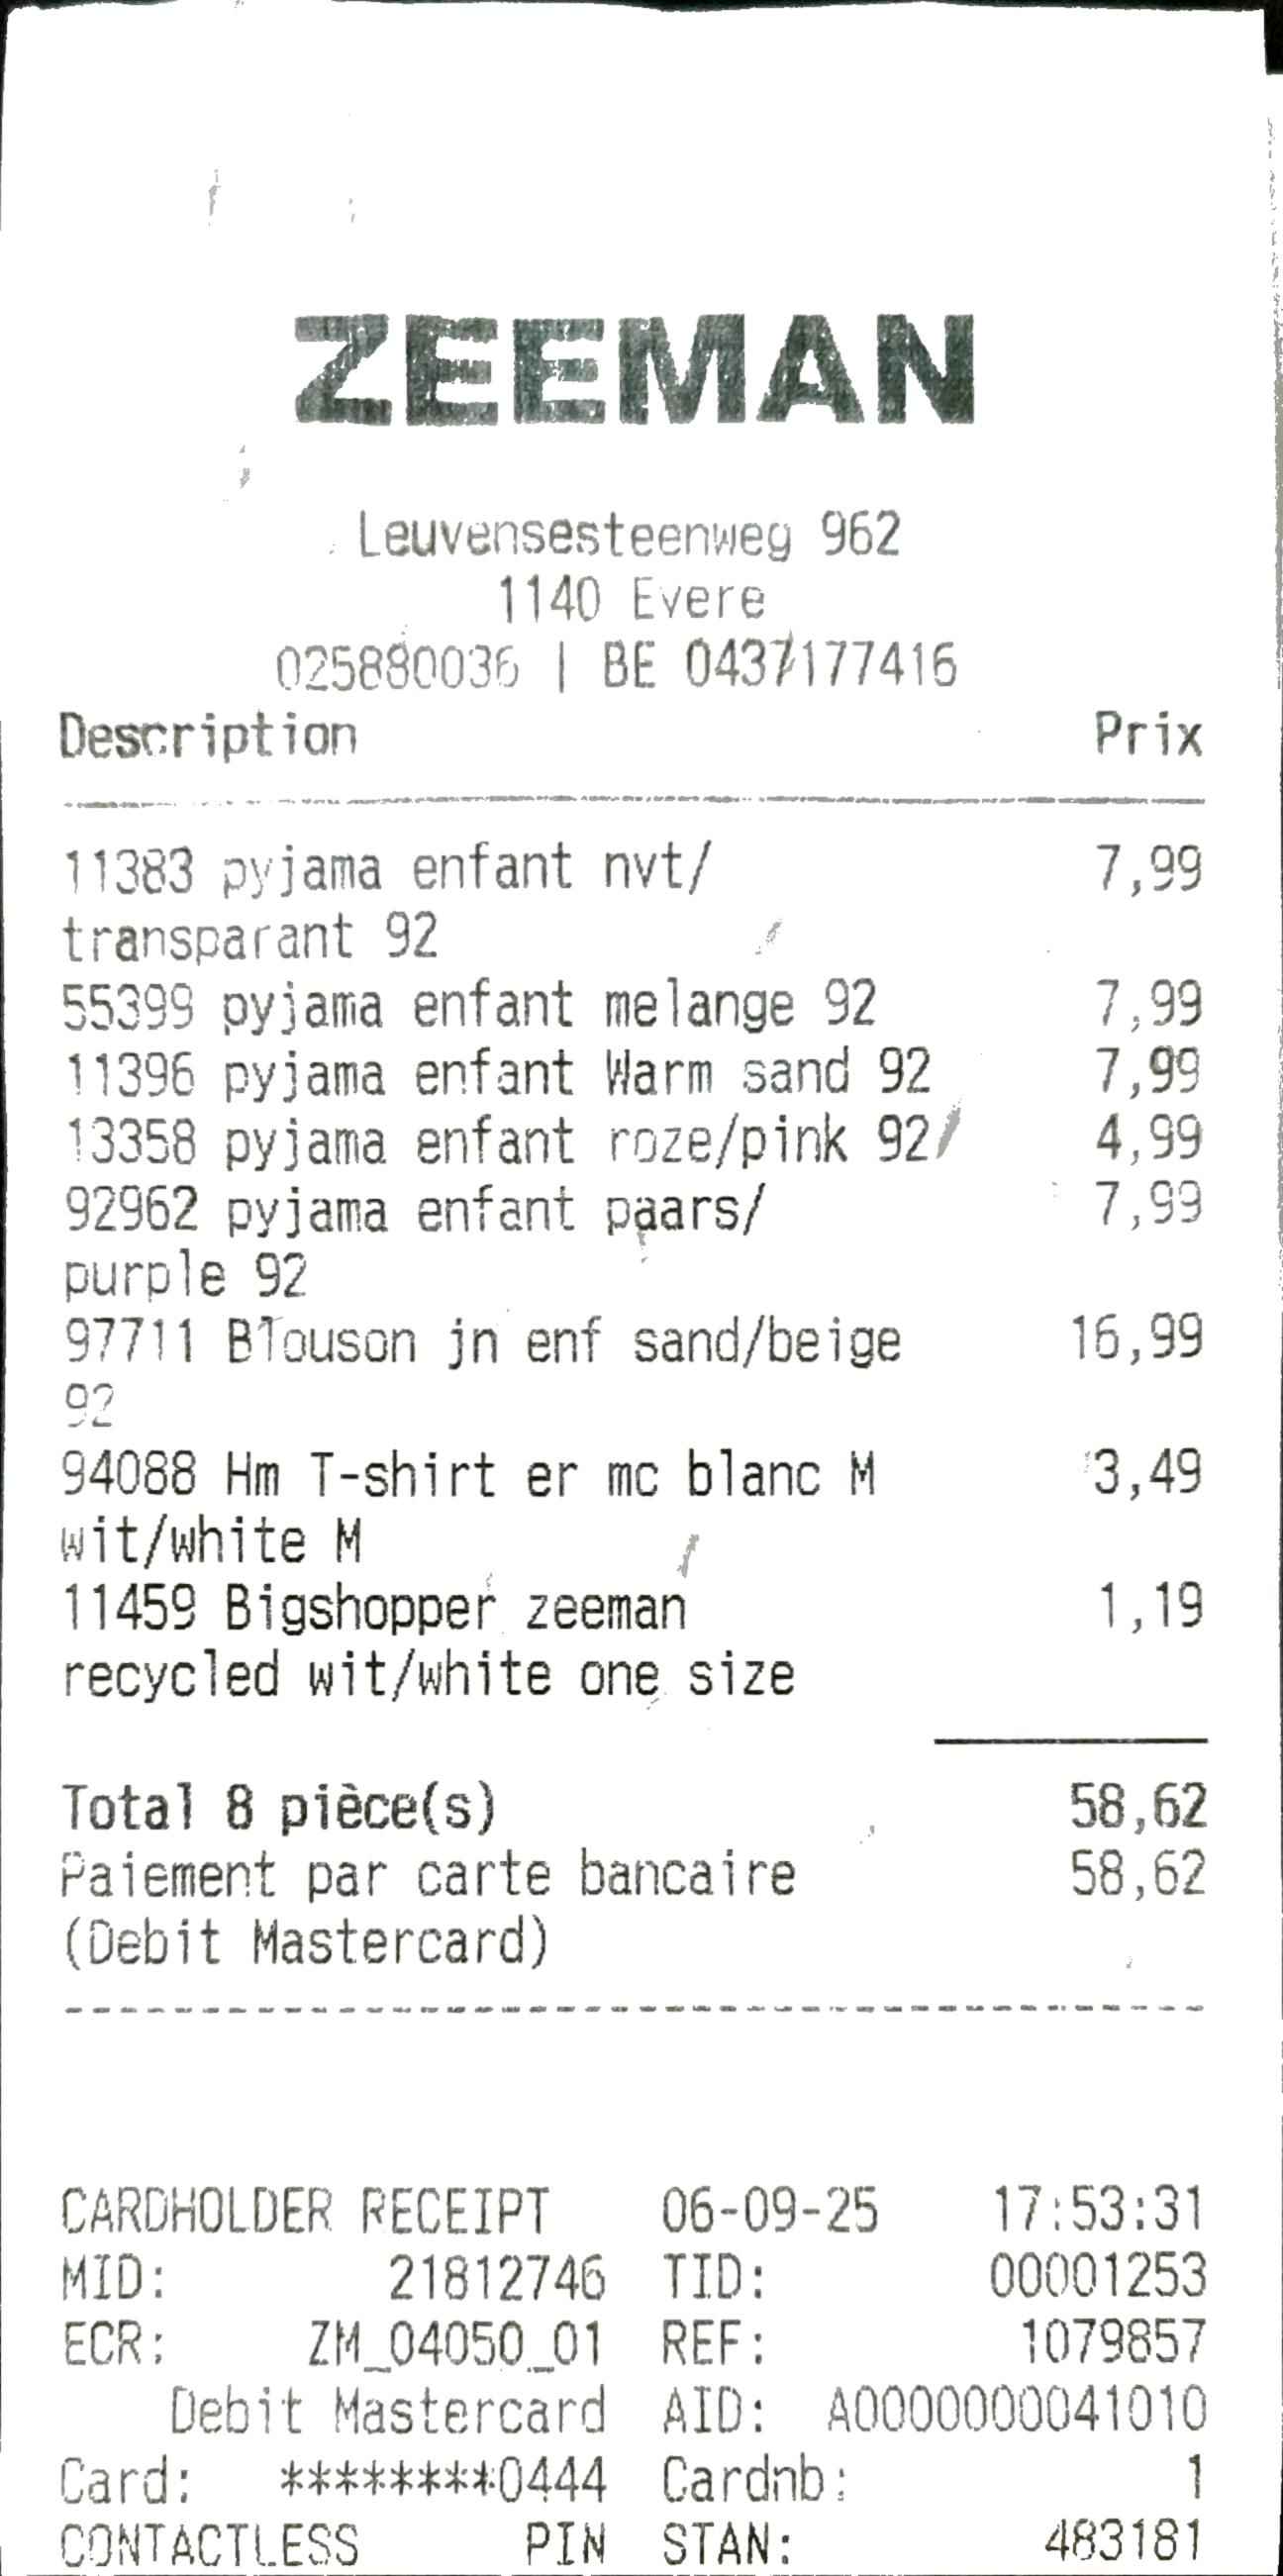 ZEEMAN
Leuvensesteenweg 962
1140 Evere
025880036 | BE 0437177416
Description Prix
11383 pyjama enfant nvt/ 7,99
transparant 92
55399 pyjama enfant melange 92 7,99
11396 pyjama enfant Warm sand 92 7,99
13358 pyjama enfant roze/pink 92 4,99
92962 pyjama enfant paars/ 7,99
purple 92
97711 Blouson jn enf sand/beige 16,99
92
94088 Hm T-shirt er mc blanc M 3,49
wit/white M
11459 Bigshopper zeeman 1,19
recycled wit/white one size
Total 8 pièce(s) 58,62
Paiement par carte bancaire 58,62
(Debit Mastercard)
CARDHOLDER RECEIPT 06-09-25 17:53:31
MID: 21812746 TID: 00001253
ECR: ZM_04050_01 REF: 1079857
Debit Mastercard AID: A0000000041010
Card: ********0444 Cardnb: 1
CONTACTLESS PIN STAN: 483181